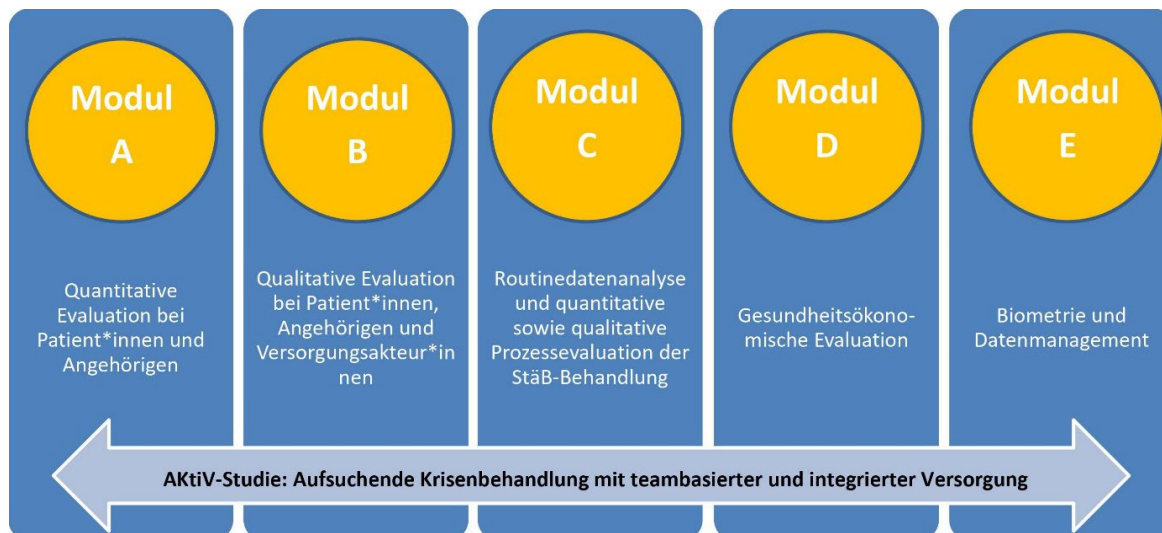 Modul
A
Quantitative
Evaluation bei
Patient*innen und
Angehörigen
Modul
B
Qualitative Evaluation
bei Patient*innen,
Angehörigen und
Versorgungsakteur*in
nen
Modul
C
Routinedatenanalyse
und quantitative
sowie qualitative
Prozessevaluation der
StäB-Behandlung
Modul
D
Gesundheitsökono-
mische Evaluation
Modul
E
Biometrie und
Datenmanagement
AKtiV-Studie: Aufsuchende Krisenbehandlung mit teambasierter und integrierter Versorgung